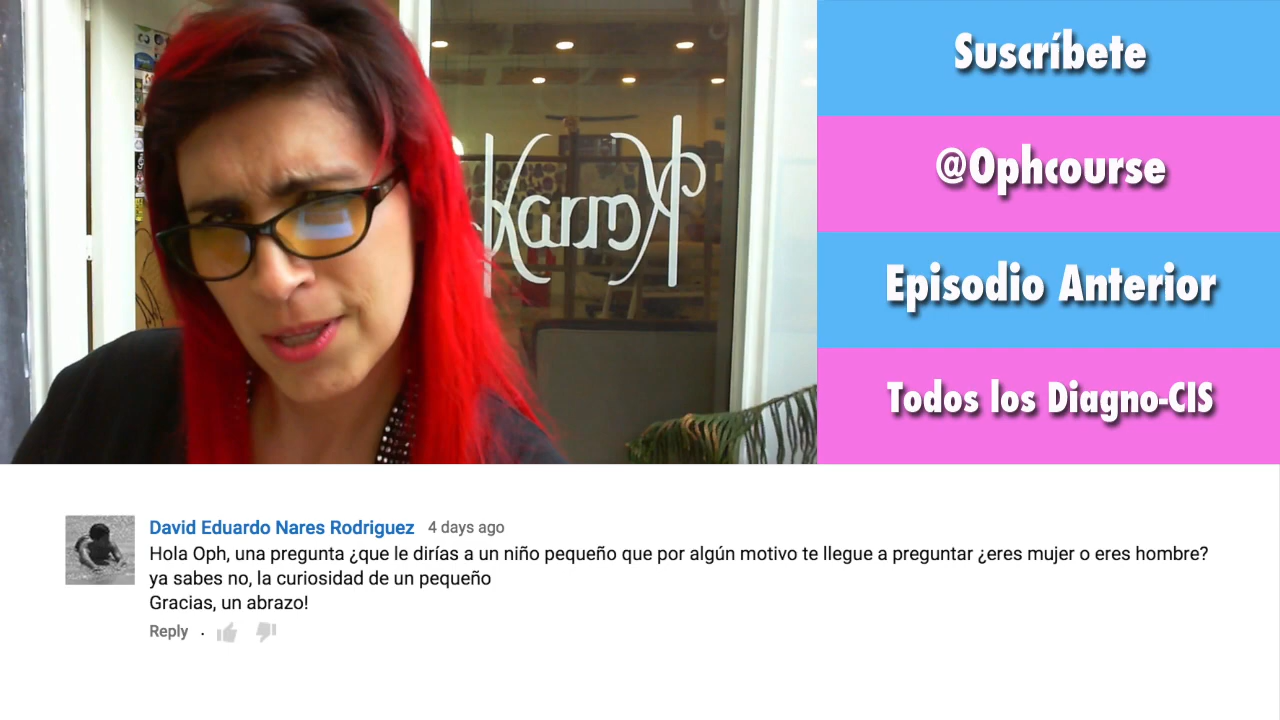 Suscríbete
@Ophcourse
Episodio Anterior
Todos los Diagno-CIS
Karma
David Eduardo Nares Rodriguez 4 days ago
Hola Oph, una pregunta ¿que le dirías a un niño pequeño que por algún motivo te llegue a preguntar ¿eres mujer o eres hombre?
ya sabes no, la curiosidad de un pequeño
Gracias, un abrazo!
Reply